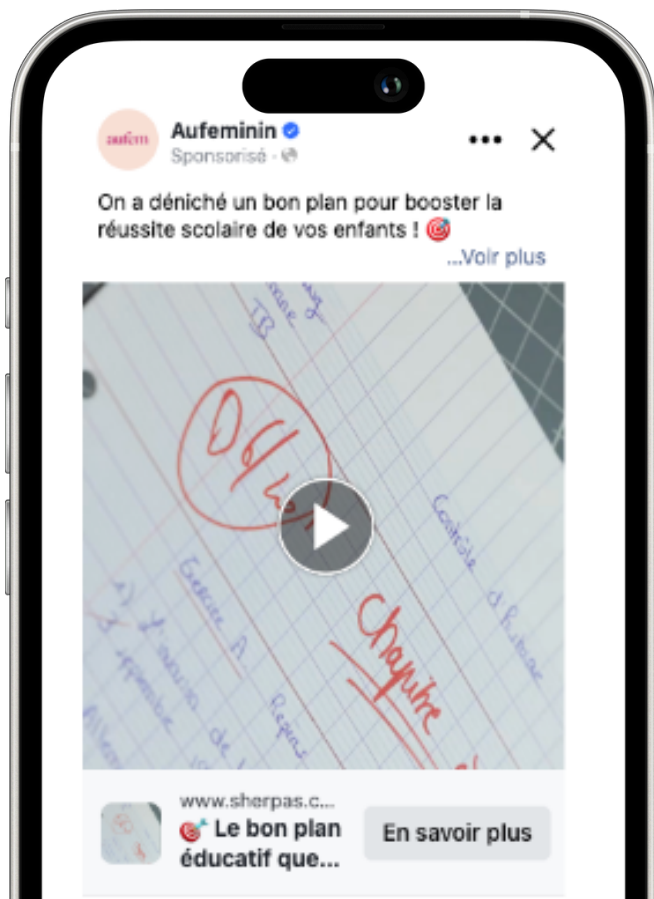 aufem
Aufeminin
Sponsorisé
On a déniché un bon plan pour booster la
réussite scolaire de vos enfants ! 🎯
...Voir plus
TB
Contrôle d'histoire
Exercice A
Chapitre
www.sherpas.c...
🎯 Le bon plan
éducatif que...
En savoir plus